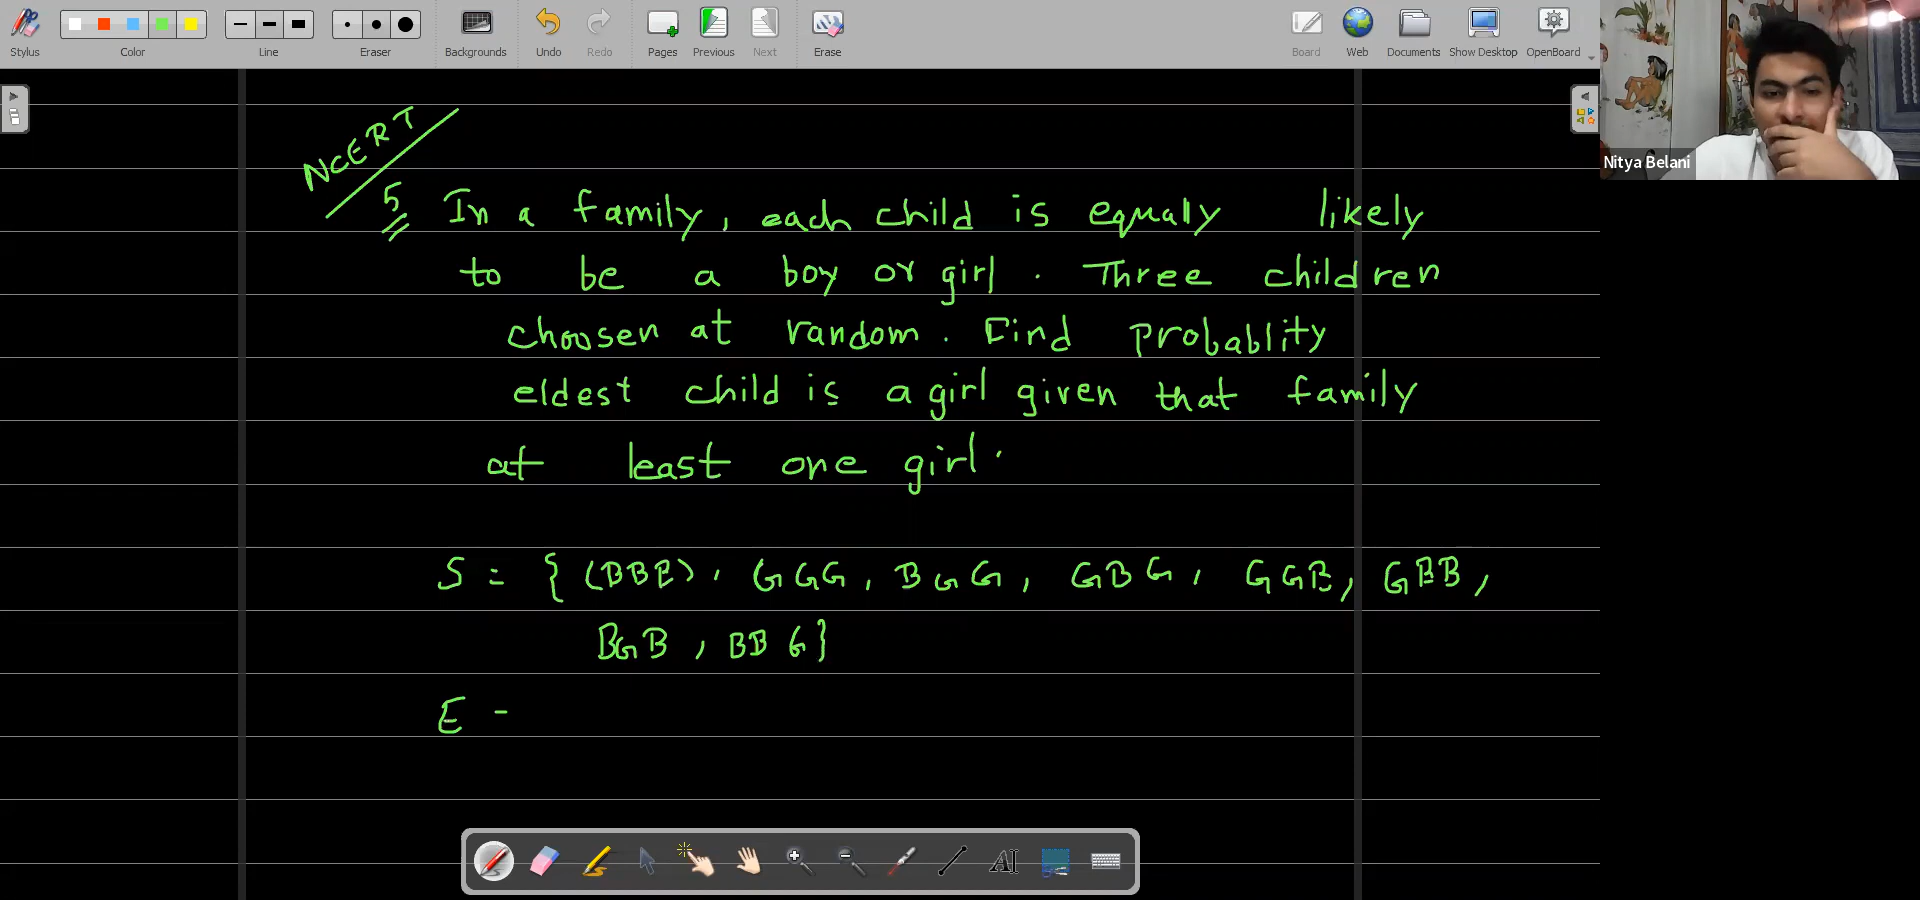 Stylus Color Line Eraser Backgrounds Undo Redo Pages Previous Next Erase Board Web Documents Show Desktop OpenBoard
Nitya Belani
NCERT
5 In a family, each child is equally likely
to be a boy or girl. Three children
choosen at random. Find probablity
eldest child is a girl given that family
at least one girl.
S = { (BBB), GGG, BGG, GBG, GGB, GBB,
BGB, BBG}
E -
AI